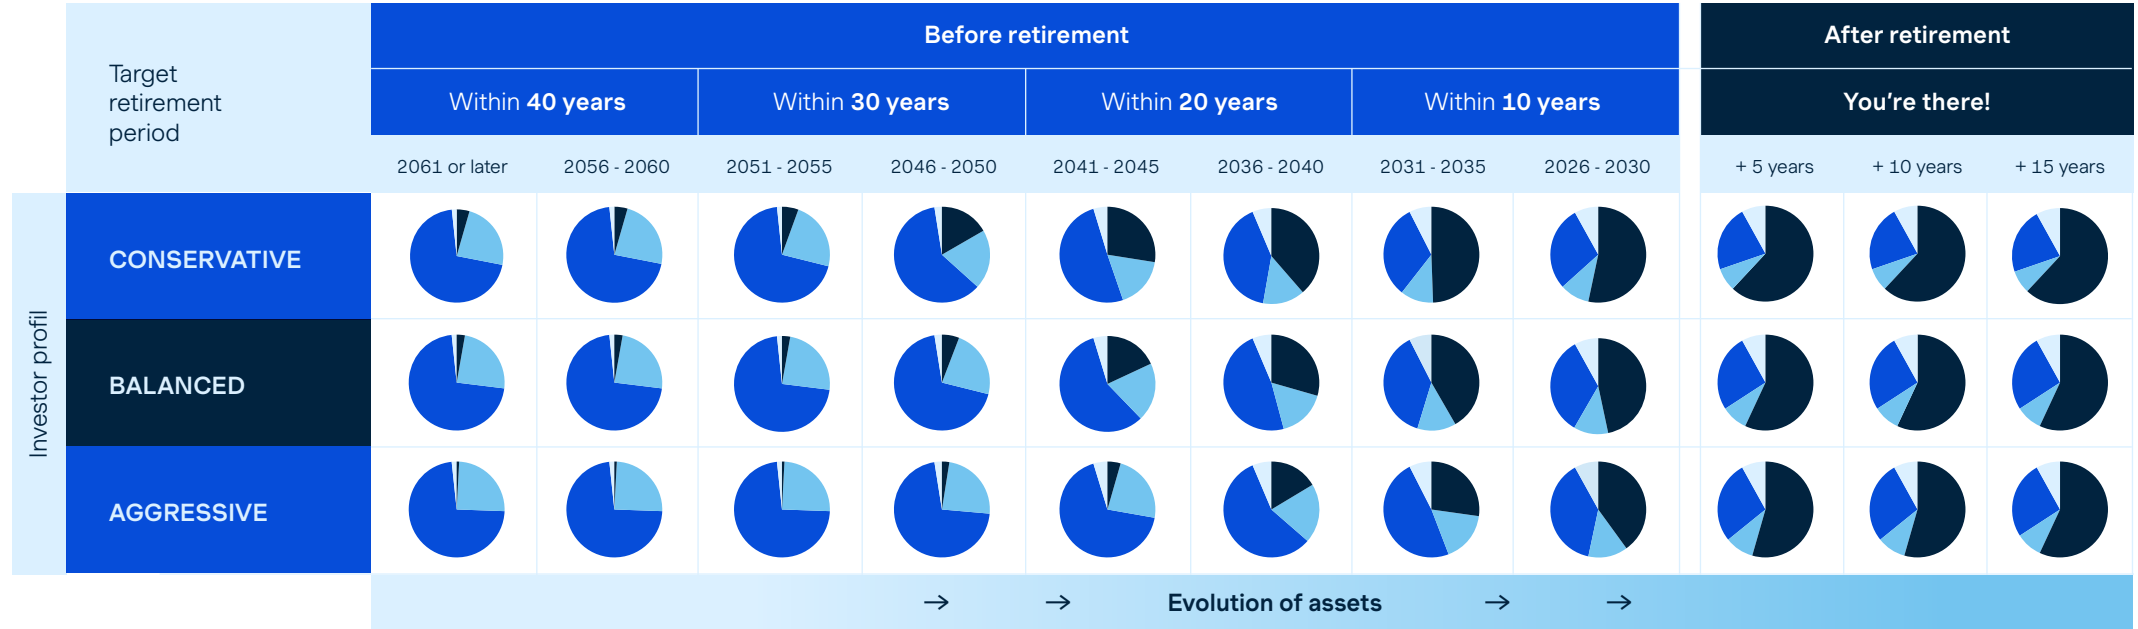 Before retirement
After retirement
Target
retirement
period
Within 40 years
Within 30 years
Within 20 years
Within 10 years
You're there!
2061 or later
2056 - 2060
2051 - 2055
2046 - 2050
2041 - 2045
2036 - 2040
2031 - 2035
2026 - 2030
+ 5 years
+ 10 years
+ 15 years
Investor profil
CONSERVATIVE
BALANCED
AGGRESSIVE
→ → Evolution of assets → →